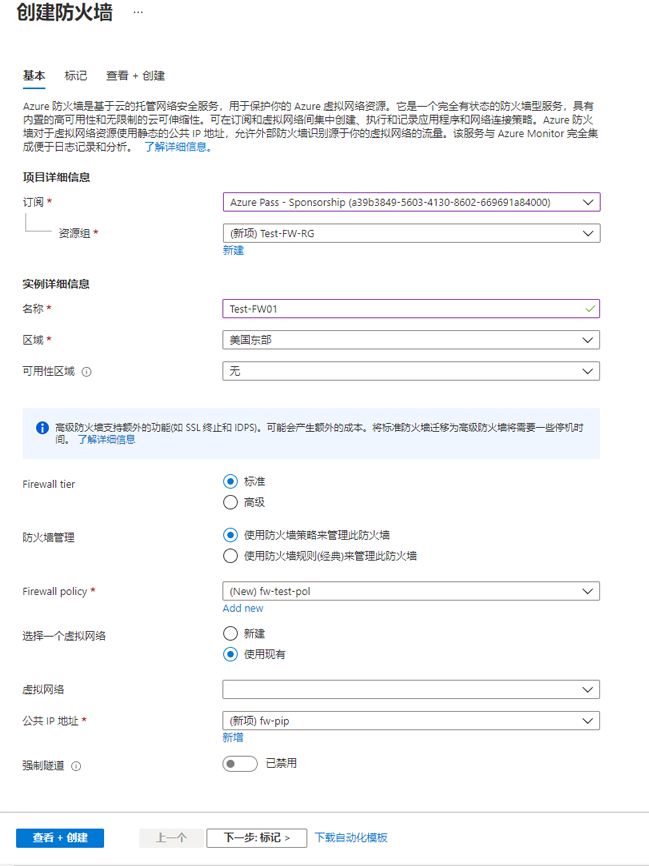 创建防火墙 ...
基本 标记 查看 + 创建
Azure 防火墙是基于云的托管网络安全服务，用于保护你的 Azure 虚拟网络资源。它是一个完全有状态的防火墙型服务，具有
内置的高可用性和无限制的云可伸缩性。可在订阅和虚拟网络间集中创建、执行和记录应用程序和网络连接策略。Azure 防火
墙对于虚拟网络资源使用静态的公共 IP 地址，允许外部防火墙识别源于你的虚拟网络的流量。该服务与 Azure Monitor 完全集
成便于日志记录和分析。 了解详细信息。
项目详细信息
订阅 * Azure Pass - Sponsorship (a39b3849-5603-4130-8602-669691a84000)
资源组 * (新项) Test-FW-RG
新建
实例详细信息
名称 * Test-FW01
区域 * 美国东部
可用性区域 无
高级防火墙支持额外的功能(如 SSL 终止和 IDPS)。可能会产生额外的成本。将标准防火墙迁移为高级防火墙将需要一些停机时
间。 了解详细信息
Firewall tier 标准
高级
防火墙管理 使用防火墙策略来管理此防火墙
使用防火墙规则(经典)来管理此防火墙
Firewall policy * (New) fw-test-pol
Add new
选择一个虚拟网络 新建
使用现有
虚拟网络
公共 IP 地址 * (新项) fw-pip
新增
强制隧道 已禁用
查看 + 创建 上一个 下一步: 标记 > 下载自动化模板